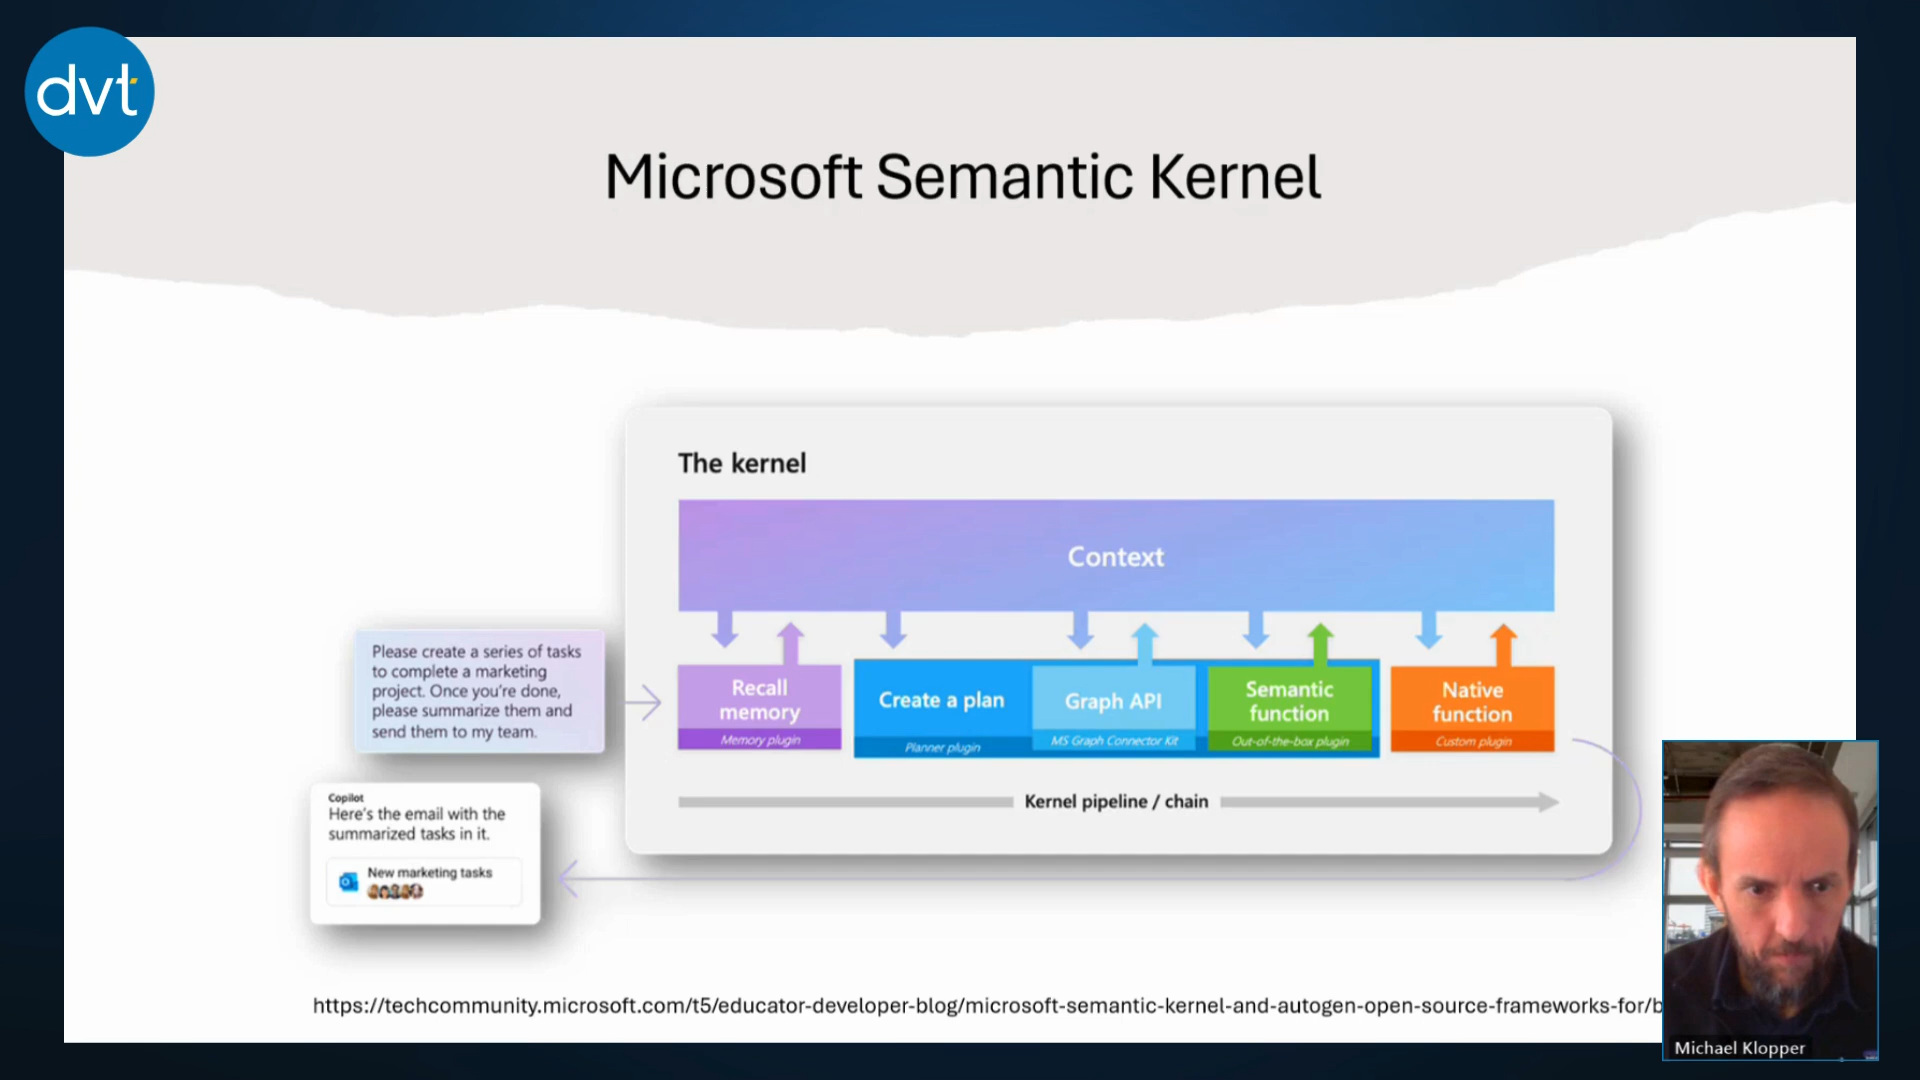 dvt
Microsoft Semantic Kernel
The kernel
Context
Please create a series of tasks
to complete a marketing
project. Once you're done,
please summarize them and
send them to my team.
Recall
memory
Memory plugin
Create a plan
Planner plugin
Graph API
MS Graph Connector Kit
Semantic
function
Out-of-the-box plugin
Native
function
Custom plugin
Kernel pipeline / chain
Copilot
Here's the email with the
summarized tasks in it.
New marketing tasks
https://techcommunity.microsoft.com/t5/educator-developer-blog/microsoft-semantic-kernel-and-autogen-open-source-frameworks-for/b
Michael Klopper